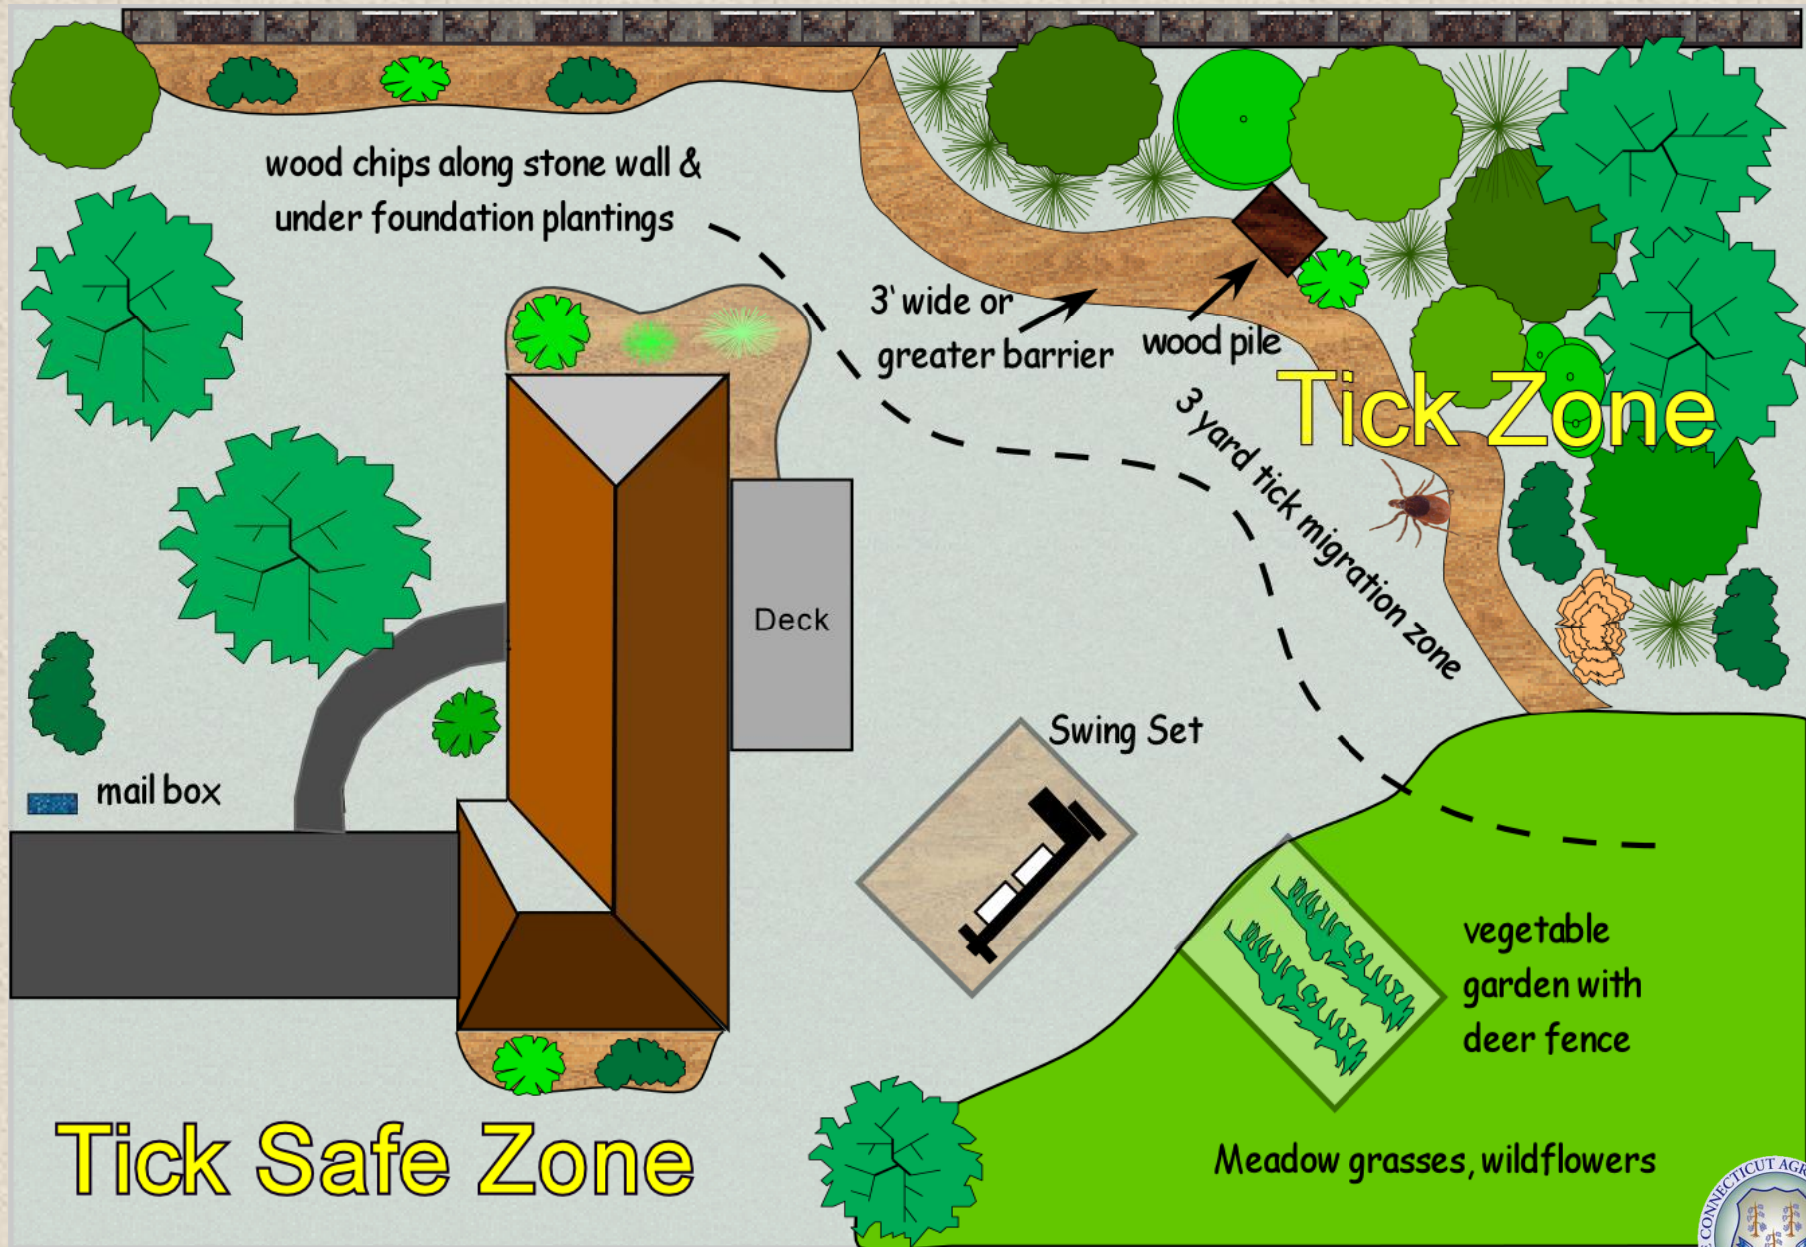 wood chips along stone wall &
under foundation plantings
3' wide or
greater barrier
wood pile
Tick Zone
3 yard tick migration zone
Deck
Swing Set
mail box
vegetable
garden with
deer fence
Tick Safe Zone
Meadow grasses, wildflowers
CONNECTICUT